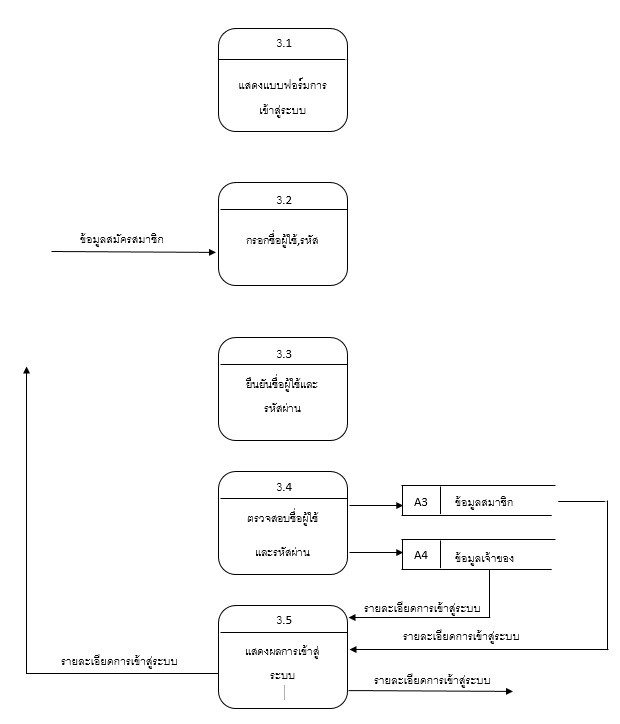 3.1
แสดงแบบฟอร์มการ
เข้าสู่ระบบ
3.2
ข้อมูลสมัครสมาชิก
กรอกชื่อผู้ใช้,รหัส
3.3
ยืนยันชื่อผู้ใช้และ
รหัสผ่าน
3.4
ตรวจสอบชื่อผู้ใช้
และรหัสผ่าน
A3 ข้อมูลสมาชิก
A4 ข้อมูลเจ้าของ
รายละเอียดการเข้าสู่ระบบ
3.5
รายละเอียดการเข้าสู่ระบบ
แสดงผลการเข้าสู่
ระบบ
รายละเอียดการเข้าสู่ระบบ
รายละเอียดการเข้าสู่ระบบ